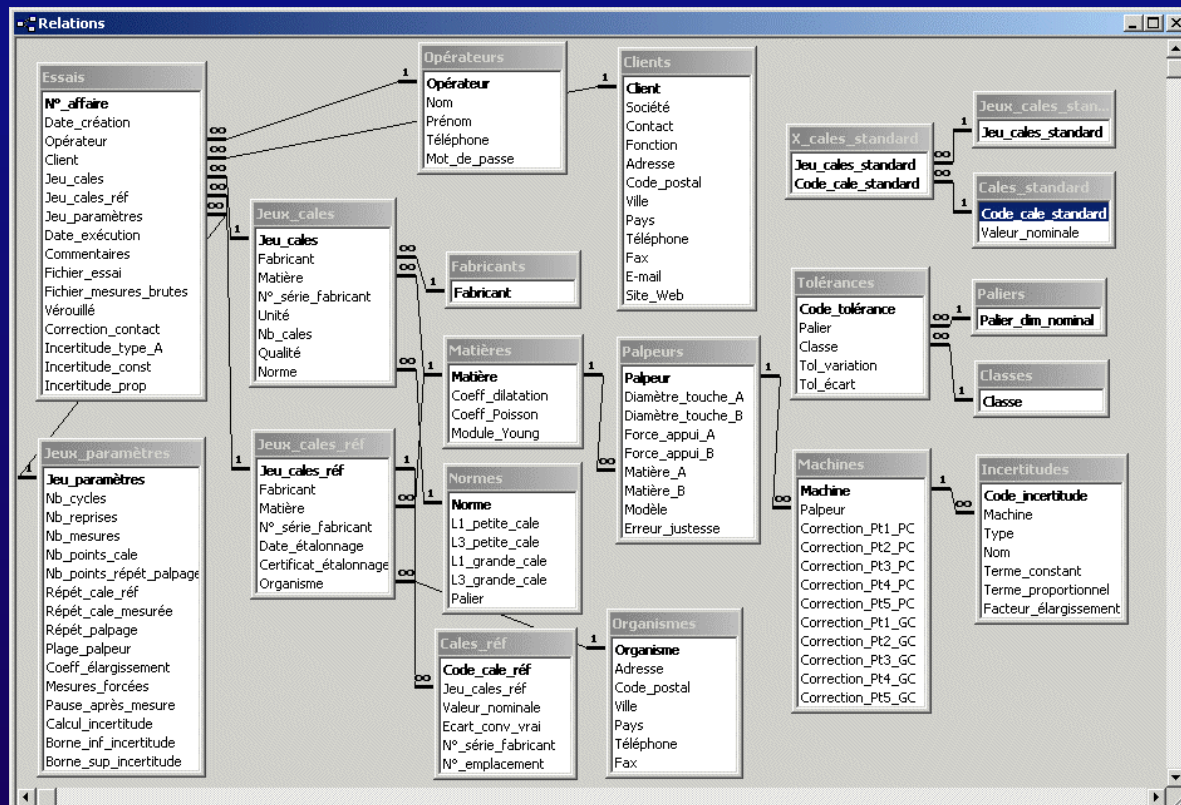 Relations
Essais
N°_affaire
Date_création
Opérateur
Client
Jeu_cales
Jeu_cales_réf
Jeu_paramètres
Date_exécution
Commentaires
Fichier_essai
Fichier_mesures_brutes
Vérouillé
Correction_contact
Incertitude_type_A
Incertitude_const
Incertitude_prop
Jeux_paramètres
Jeu_paramètres
Nb_cycles
Nb_reprises
Nb_mesures
Nb_points_cale
Nb_points_répét_palpage
Répét_cale_réf
Répét_cale_mesurée
Répét_palpage
Plage_palpeur
Coeff_élargissement
Mesures_forcées
Pause_après_mesure
Calcul_incertitude
Borne_inf_incertitude
Borne_sup_incertitude
Opérateurs
Opérateur
Nom
Prénom
Téléphone
Mot_de_passe
Jeux_cales
Jeu_cales
Fabricant
Matière
N°_série_fabricant
Unité
Nb_cales
Qualité
Norme
Jeux_cales_réf
Jeu_cales_réf
Fabricant
Matière
N°_série_fabricant
Date_étalonnage
Certificat_étalonnage
Organisme
Fabricants
Fabricant
Matières
Matière
Coeff_dilatation
Coeff_Poisson
Module_Young
Normes
Norme
L1_petite_cale
L3_petite_cale
L1_grande_cale
L3_grande_cale
Palier
Cales_réf
Code_cale_réf
Jeu_cales_réf
Valeur_nominale
Ecart_conv_vrai
N°_série_fabricant
N°_emplacement
Clients
Client
Société
Contact
Fonction
Adresse
Code_postal
Ville
Pays
Téléphone
Fax
E-mail
Site_Web
Palpeurs
Palpeur
Diamètre_touche_A
Diamètre_touche_B
Force_appui_A
Force_appui_B
Matière_A
Matière_B
Modèle
Erreur_justesse
Organismes
Organisme
Adresse
Code_postal
Ville
Pays
Téléphone
Fax
X_cales_standard
Jeu_cales_standard
Code_cale_standard
Jeux_cales_stan...
Jeu_cales_standard
Cales_standard
Code_cale_standard
Valeur_nominale
Tolérances
Code_tolérance
Palier
Classe
Tol_variation
Tol_écart
Paliers
Palier_dim_nominal
Classes
Classe
Machines
Machine
Palpeur
Correction_Pt1_PC
Correction_Pt2_PC
Correction_Pt3_PC
Correction_Pt4_PC
Correction_Pt5_PC
Correction_Pt1_GC
Correction_Pt2_GC
Correction_Pt3_GC
Correction_Pt4_GC
Correction_Pt5_GC
Incertitudes
Code_incertitude
Machine
Type
Nom
Terme_constant
Terme_proportionnel
Facteur_élargissement